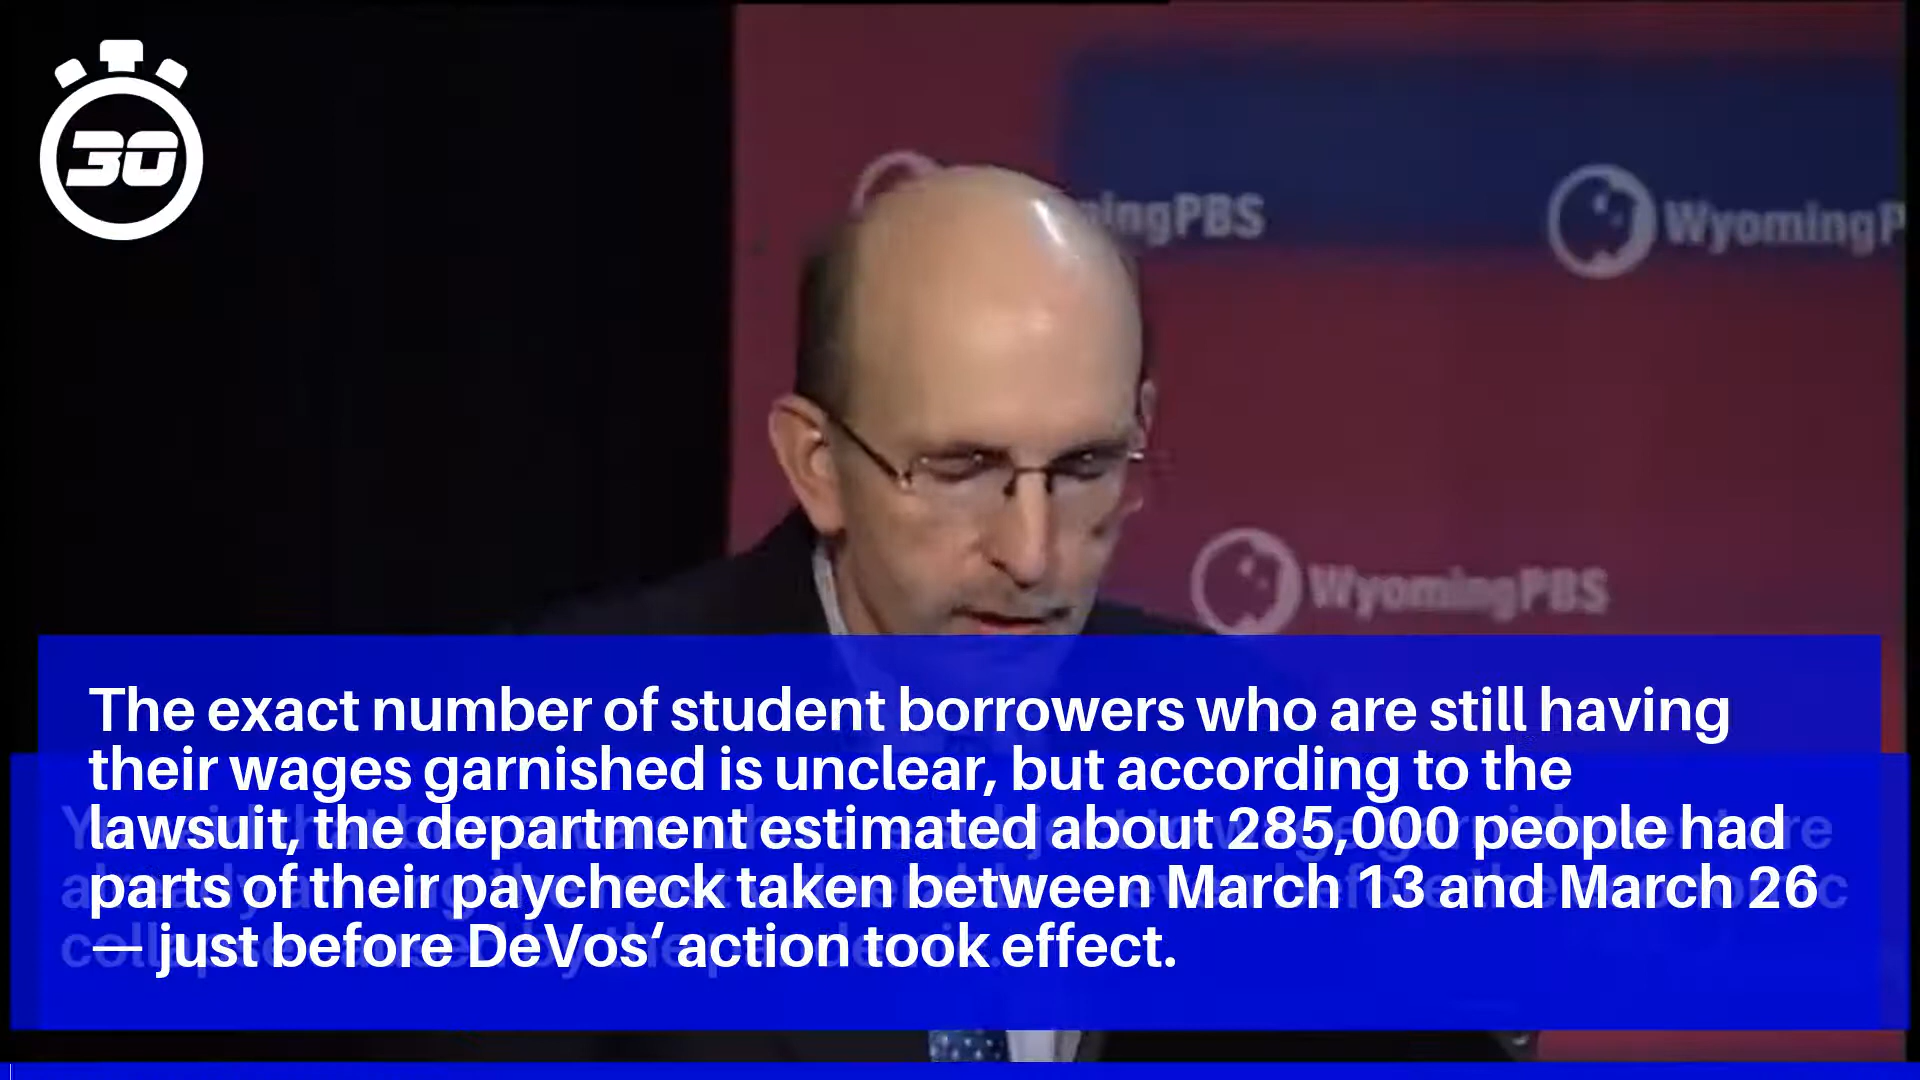 30
mingPBS
WyomingP
WyomingPBS
The exact number of student borrowers who are still having
their wages garnished is unclear, but according to the
lawsuit, the department estimated about 285,000 people had
parts of their paycheck taken between March 13 and March 26
— just before DeVos‘ action took effect.